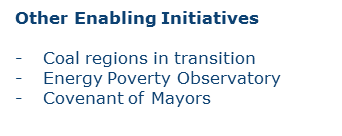 Other Enabling Initiatives
- Coal regions in transition
- Energy Poverty Observatory
- Covenant of Mayors